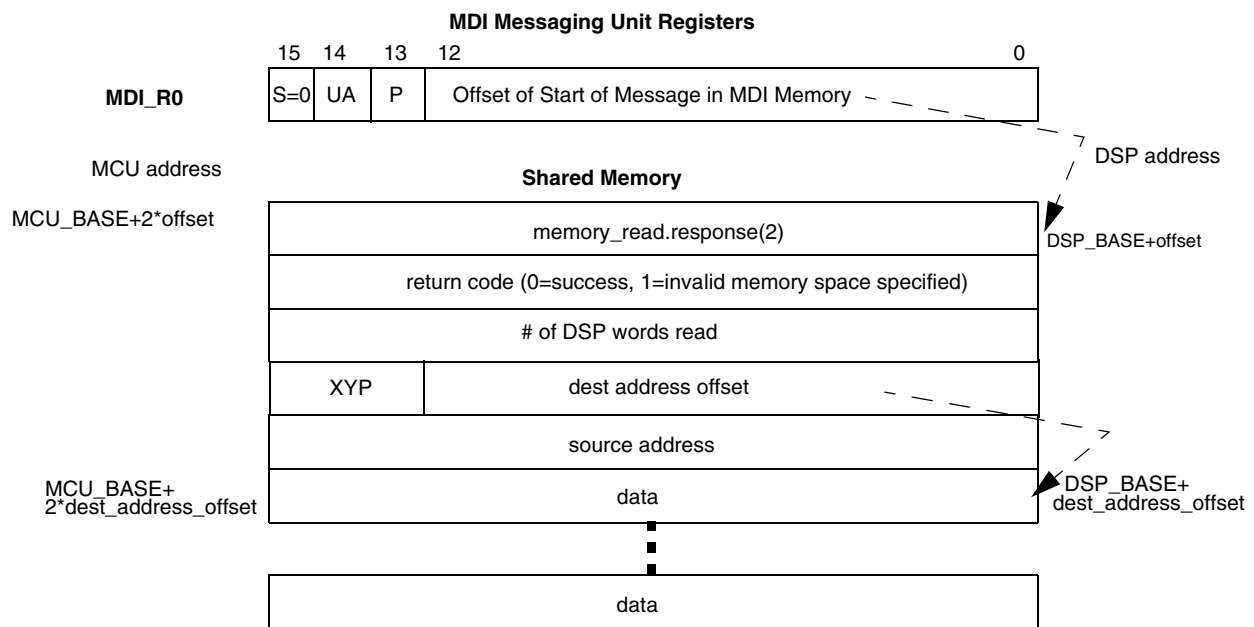 MDI Messaging Unit Registers
15 14 13 12 0
MDI_R0 S=0 UA P Offset of Start of Message in MDI Memory
MCU address
DSP address
Shared Memory
MCU_BASE+2*offset
memory_read.response(2)
DSP_BASE+offset
return code (0=success, 1=invalid memory space specified)
# of DSP words read
XYP dest address offset
source address
MCU_BASE+
2*dest_address_offset
data
DSP_BASE+
dest_address_offset
data